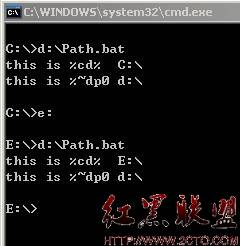 C:\WINDOWS\system32\cmd.exe
C:\>d:\Path.bat
this is %cd%  C:\
this is %~dp0 d:\
C:\>e:
E:\>d:\Path.bat
this is %cd%  E:\
this is %~dp0 d:\
E:\>
红黑联盟
HTTP://WWW.2CTO.COM